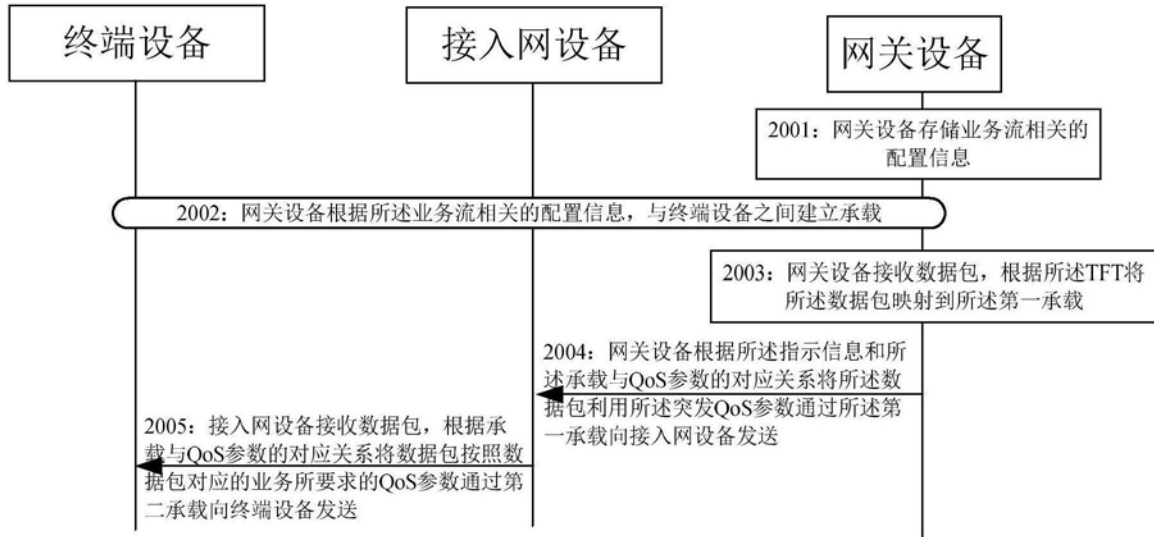 终端设备
接入网设备
网关设备
2001：网关设备存储业务流相关的
配置信息
2002：网关设备根据所述业务流相关的配置信息，与终端设备之间建立承载
2003：网关设备接收数据包，根据所述TFT将
所述数据包映射到所述第一承载
2004：网关设备根据所述指示信息和所
述承载与QoS参数的对应关系将所述数
据包利用所述突发QoS参数通过所述第
一承载向接入网设备发送
2005：接入网设备接收数据包，根据承
载与QoS参数的对应关系将数据包按照数
据包对应的业务所要求的QoS参数通过第
二承载向终端设备发送